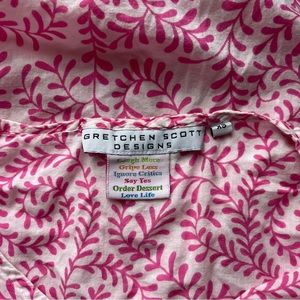 GRETCHEN SCOTT
DESIGNS
XS
Laugh More
Gripe Less
Ignore Critics
Say Yes
Order Dessert
Love Life